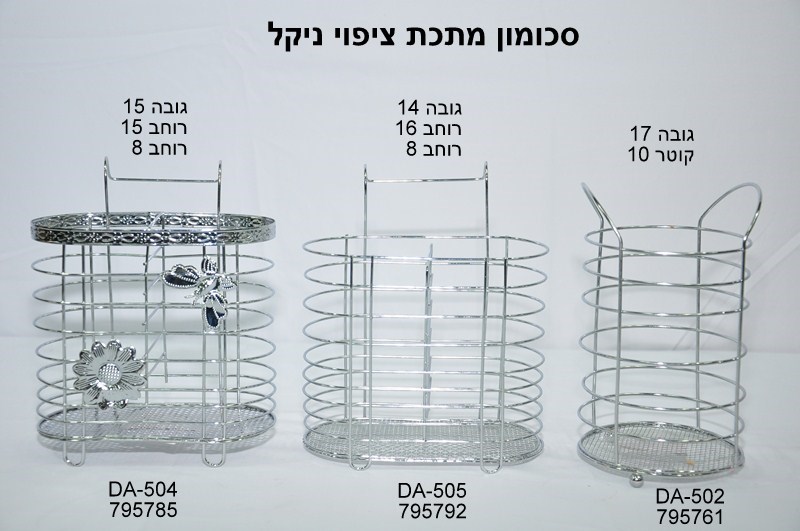 סכומון מתכת ציפוי ניקל
גובה 15
רוחב 15
רוחב 8
גובה 14
רוחב 16
רוחב 8
גובה 17
קוטר 10
DA-504
795785
DA-505
795792
DA-502
795761